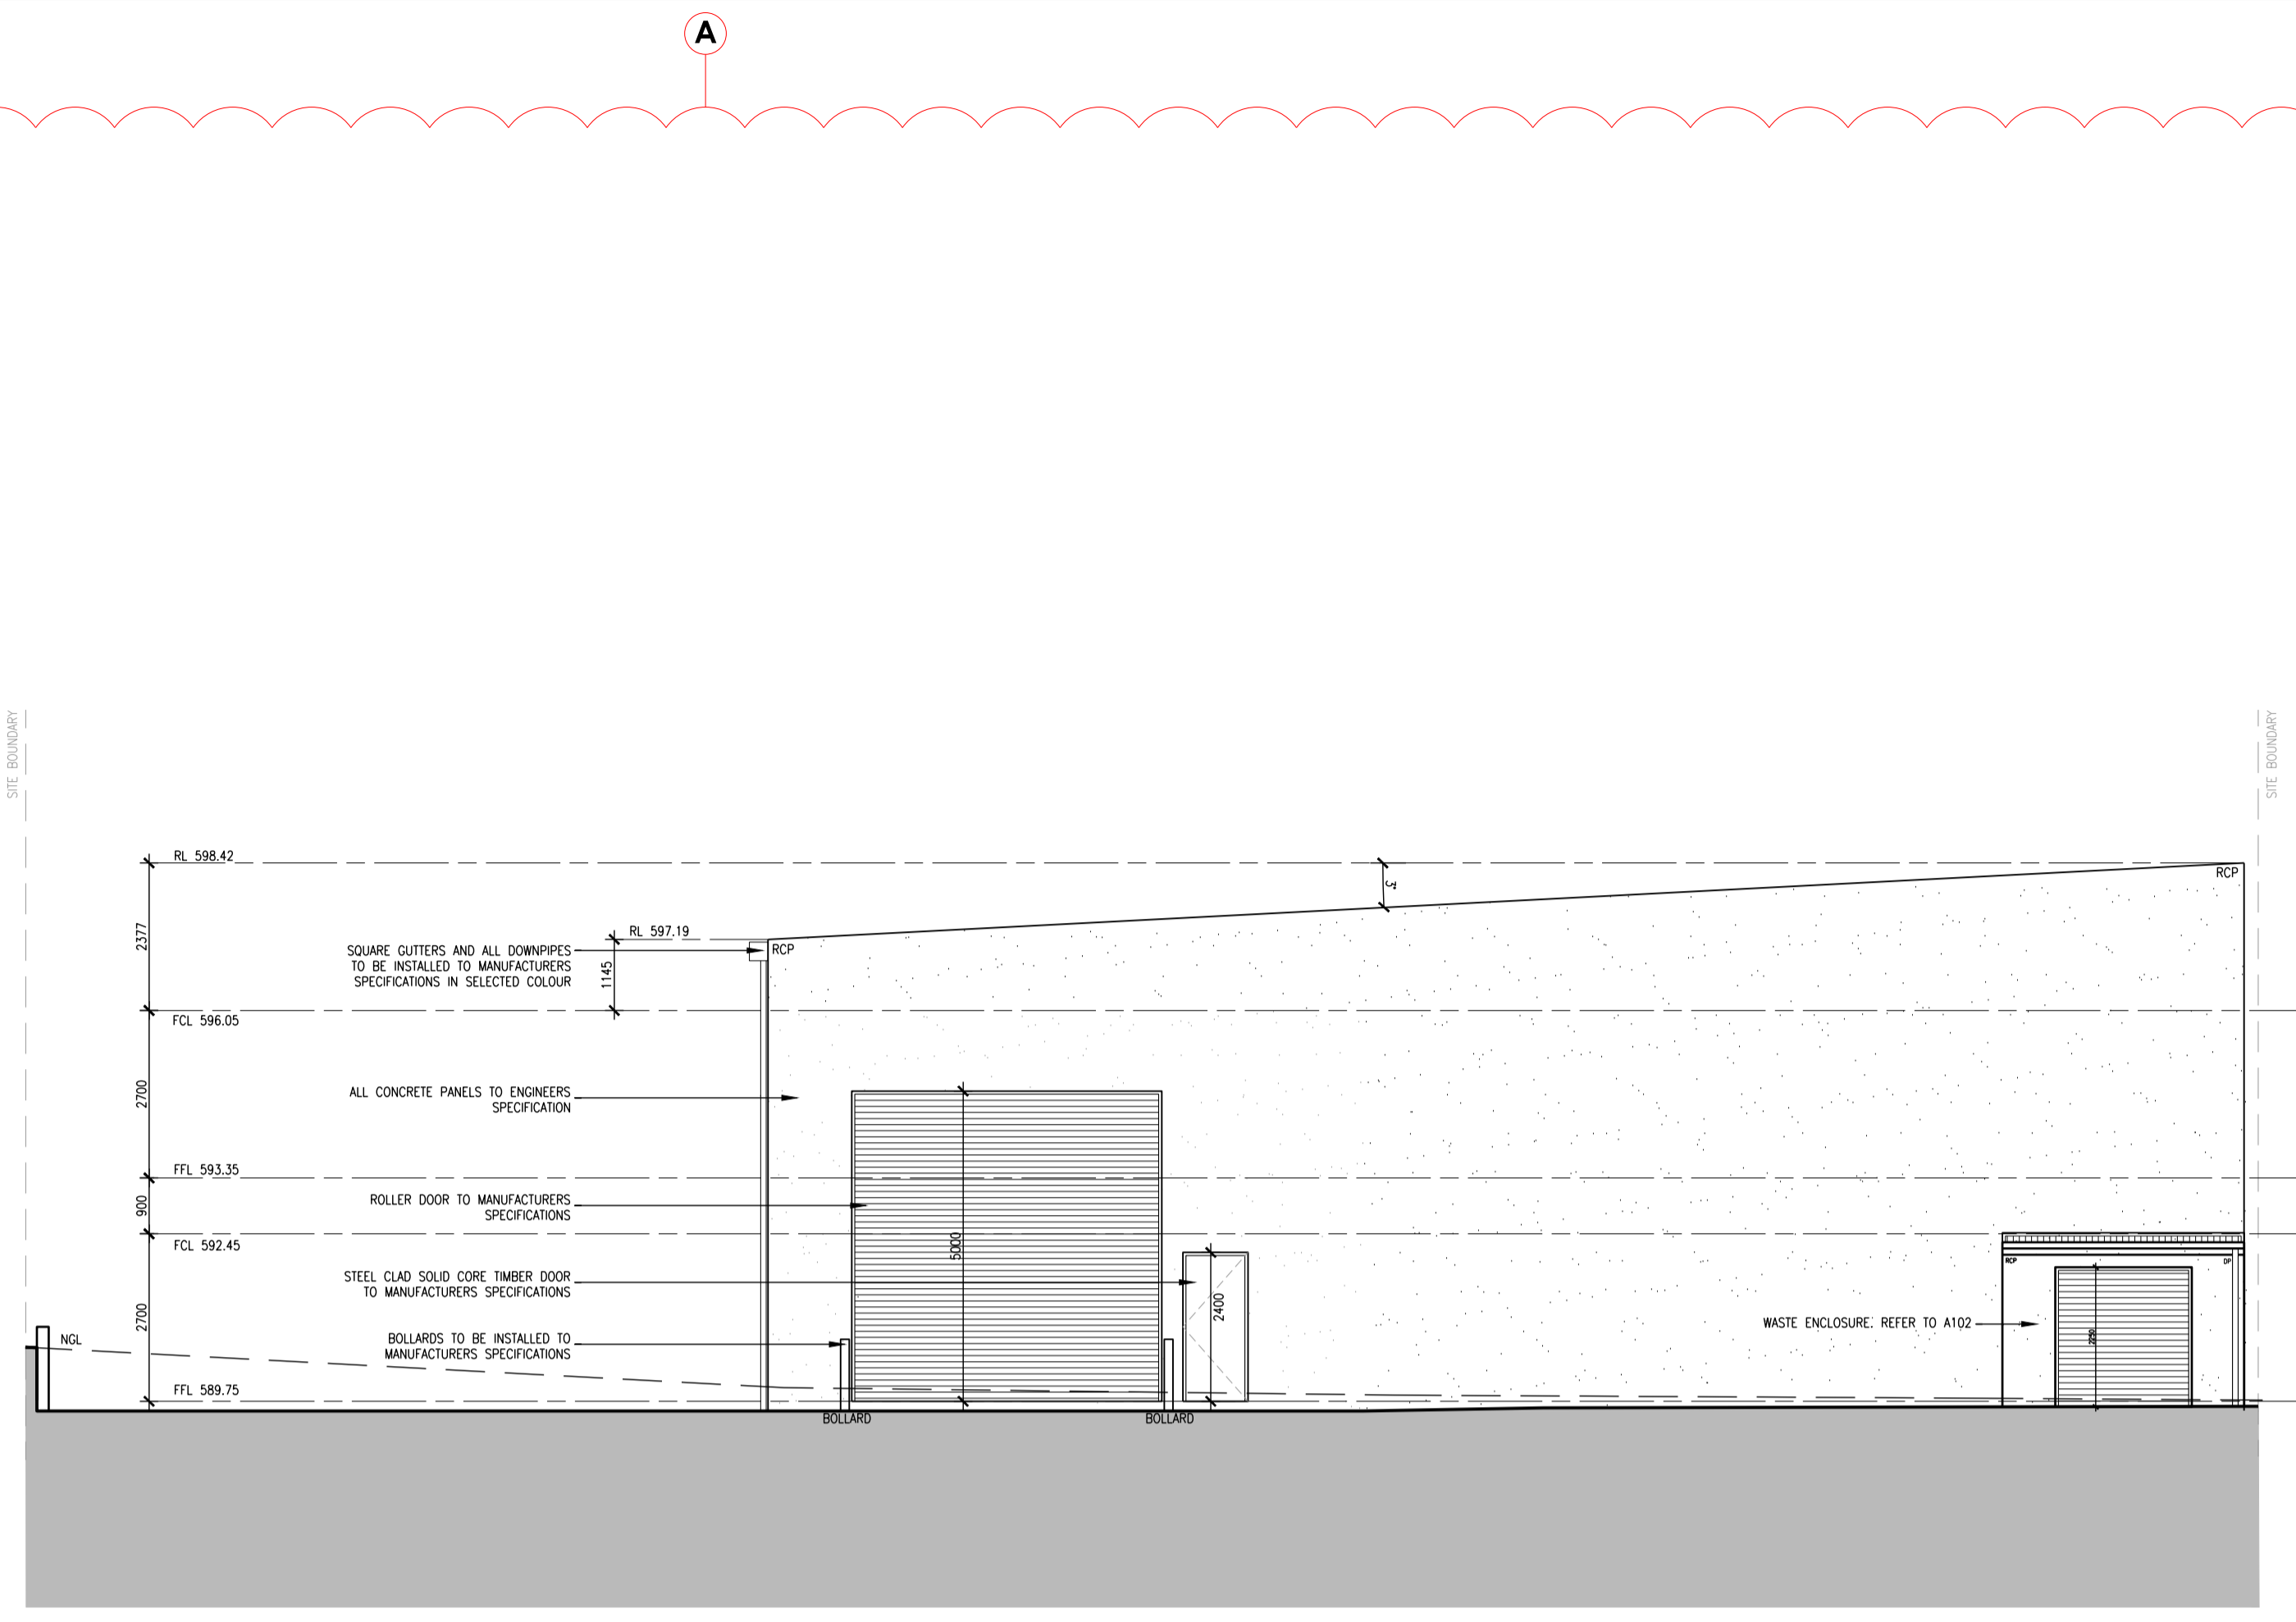 A
SITE BOUNDARY
SITE BOUNDARY
RL 598.42
3°
RCP
2377
RL 597.19
RCP
SQUARE GUTTERS AND ALL DOWNPIPES
TO BE INSTALLED TO MANUFACTURERS
SPECIFICATIONS IN SELECTED COLOUR
1145
FCL 596.05
2700
ALL CONCRETE PANELS TO ENGINEERS
SPECIFICATION
FFL 593.35
900
ROLLER DOOR TO MANUFACTURERS
SPECIFICATIONS
FCL 592.45
5000
RCP
DP
STEEL CLAD SOLID CORE TIMBER DOOR
TO MANUFACTURERS SPECIFICATIONS
2400
2700
WASTE ENCLOSURE. REFER TO A102
2250
NGL
BOLLARDS TO BE INSTALLED TO
MANUFACTURERS SPECIFICATIONS
FFL 589.75
BOLLARD
BOLLARD